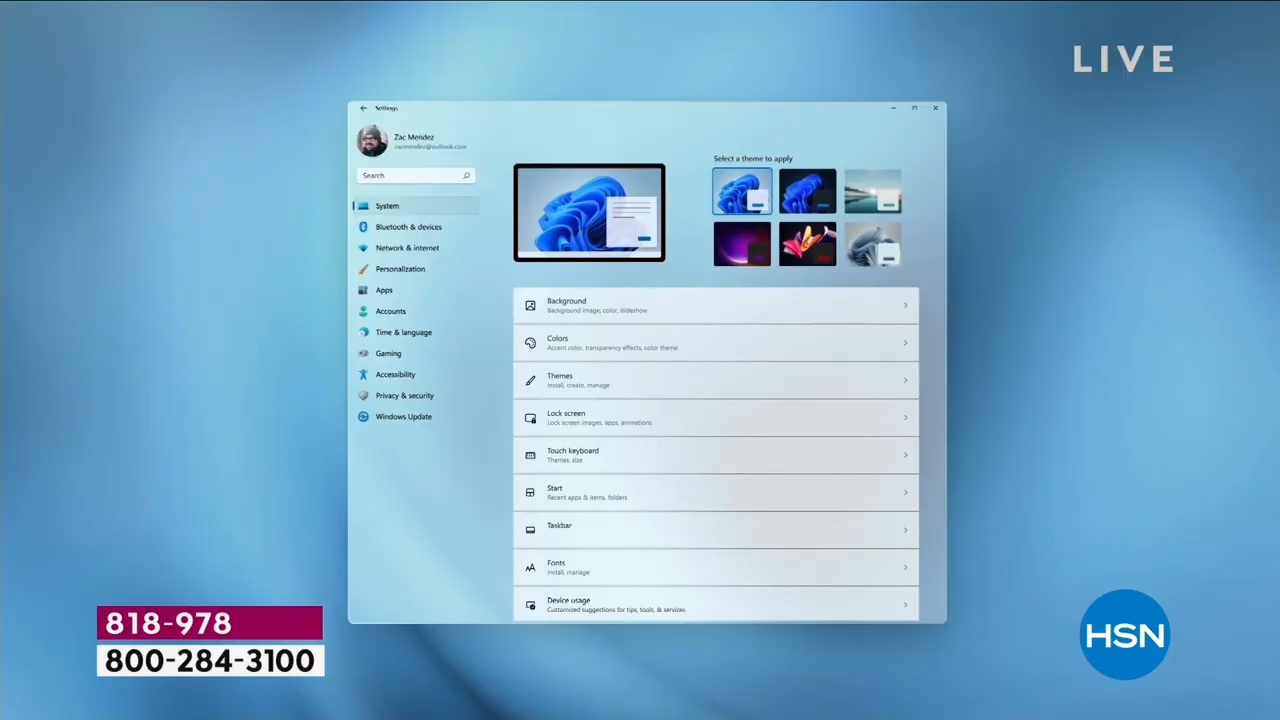 LIVE
Settings
Zac Mendez
zacmendez@outlook.com
Search
System
Bluetooth & devices
Network & internet
Personalization
Apps
Accounts
Time & language
Gaming
Accessibility
Privacy & security
Windows Update
Select a theme to apply
Background
Background image, color, slideshow
Colors
Accent color, transparency effects, color theme
Themes
Install, create, manage
Lock screen
Lock screen images, apps, animations
Touch keyboard
Themes, size
Start
Recent apps & items, folders
Taskbar
Fonts
Install, manage
Device usage
Customized suggestions for tips, tools, & services
818-978
800-284-3100
HSN